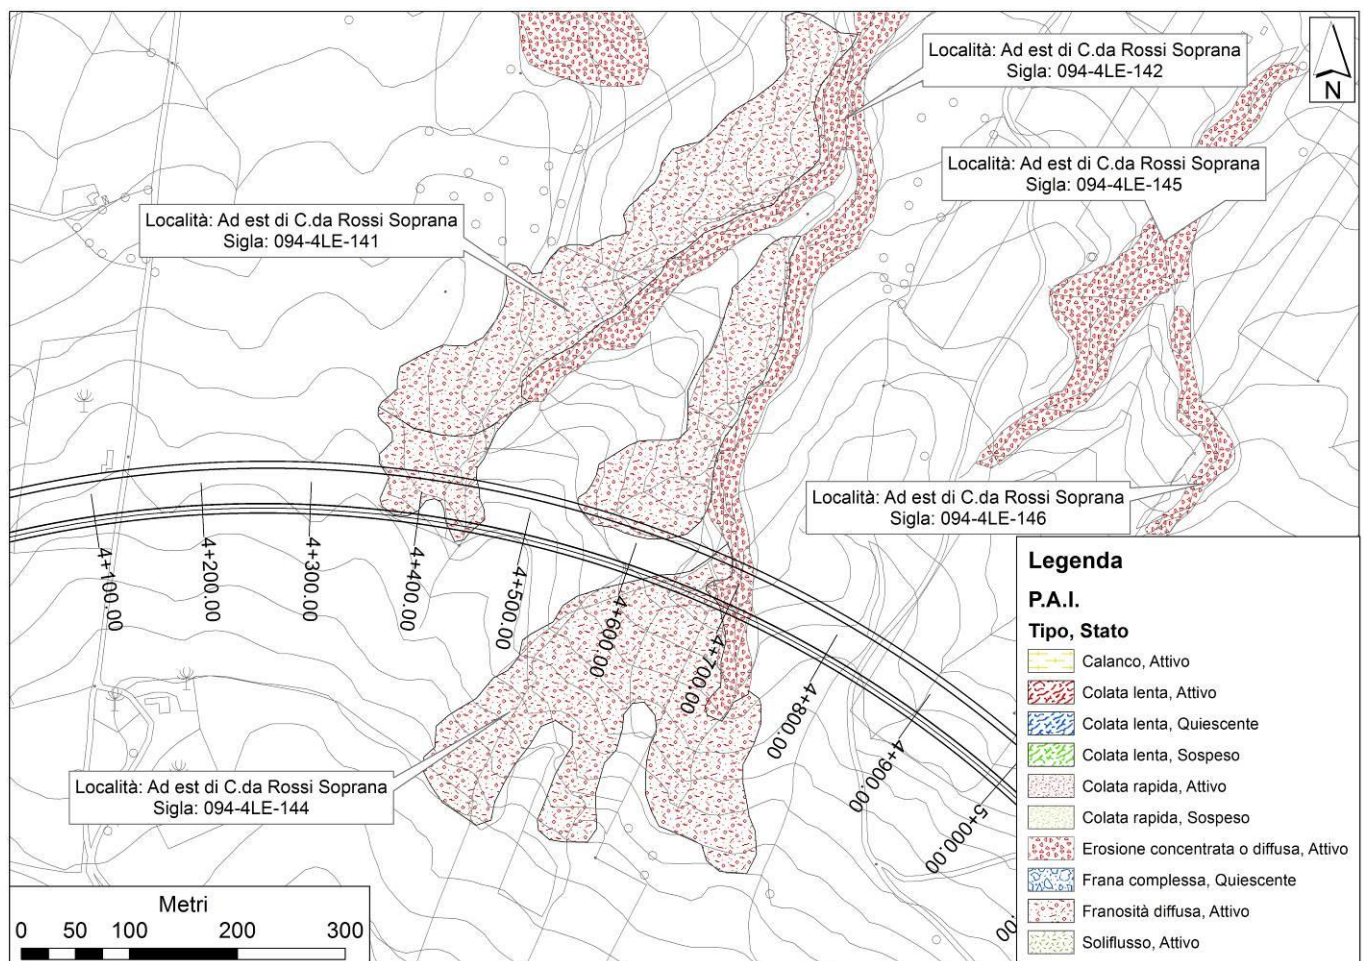 Località: Ad est di C.da Rossi Soprana
Sigla: 094-4LE-142
N
Località: Ad est di C.da Rossi Soprana
Sigla: 094-4LE-145
Località: Ad est di C.da Rossi Soprana
Sigla: 094-4LE-141
Località: Ad est di C.da Rossi Soprana
Sigla: 094-4LE-146
4+100.00
4+200.00
4+300.00
4+400.00
4+500.00
4+600.00
4+700.00
4+800.00
4+900.00
5+000.00
Località: Ad est di C.da Rossi Soprana
Sigla: 094-4LE-144
Legenda
P.A.I.
Tipo, Stato
Calanco, Attivo
Colata lenta, Attivo
Colata lenta, Quiescente
Colata lenta, Sospeso
Colata rapida, Attivo
Colata rapida, Sospeso
Erosione concentrata o diffusa, Attivo
Frana complessa, Quiescente
Franosità diffusa, Attivo
Soliflusso, Attivo
Metri
0 50 100 200 300